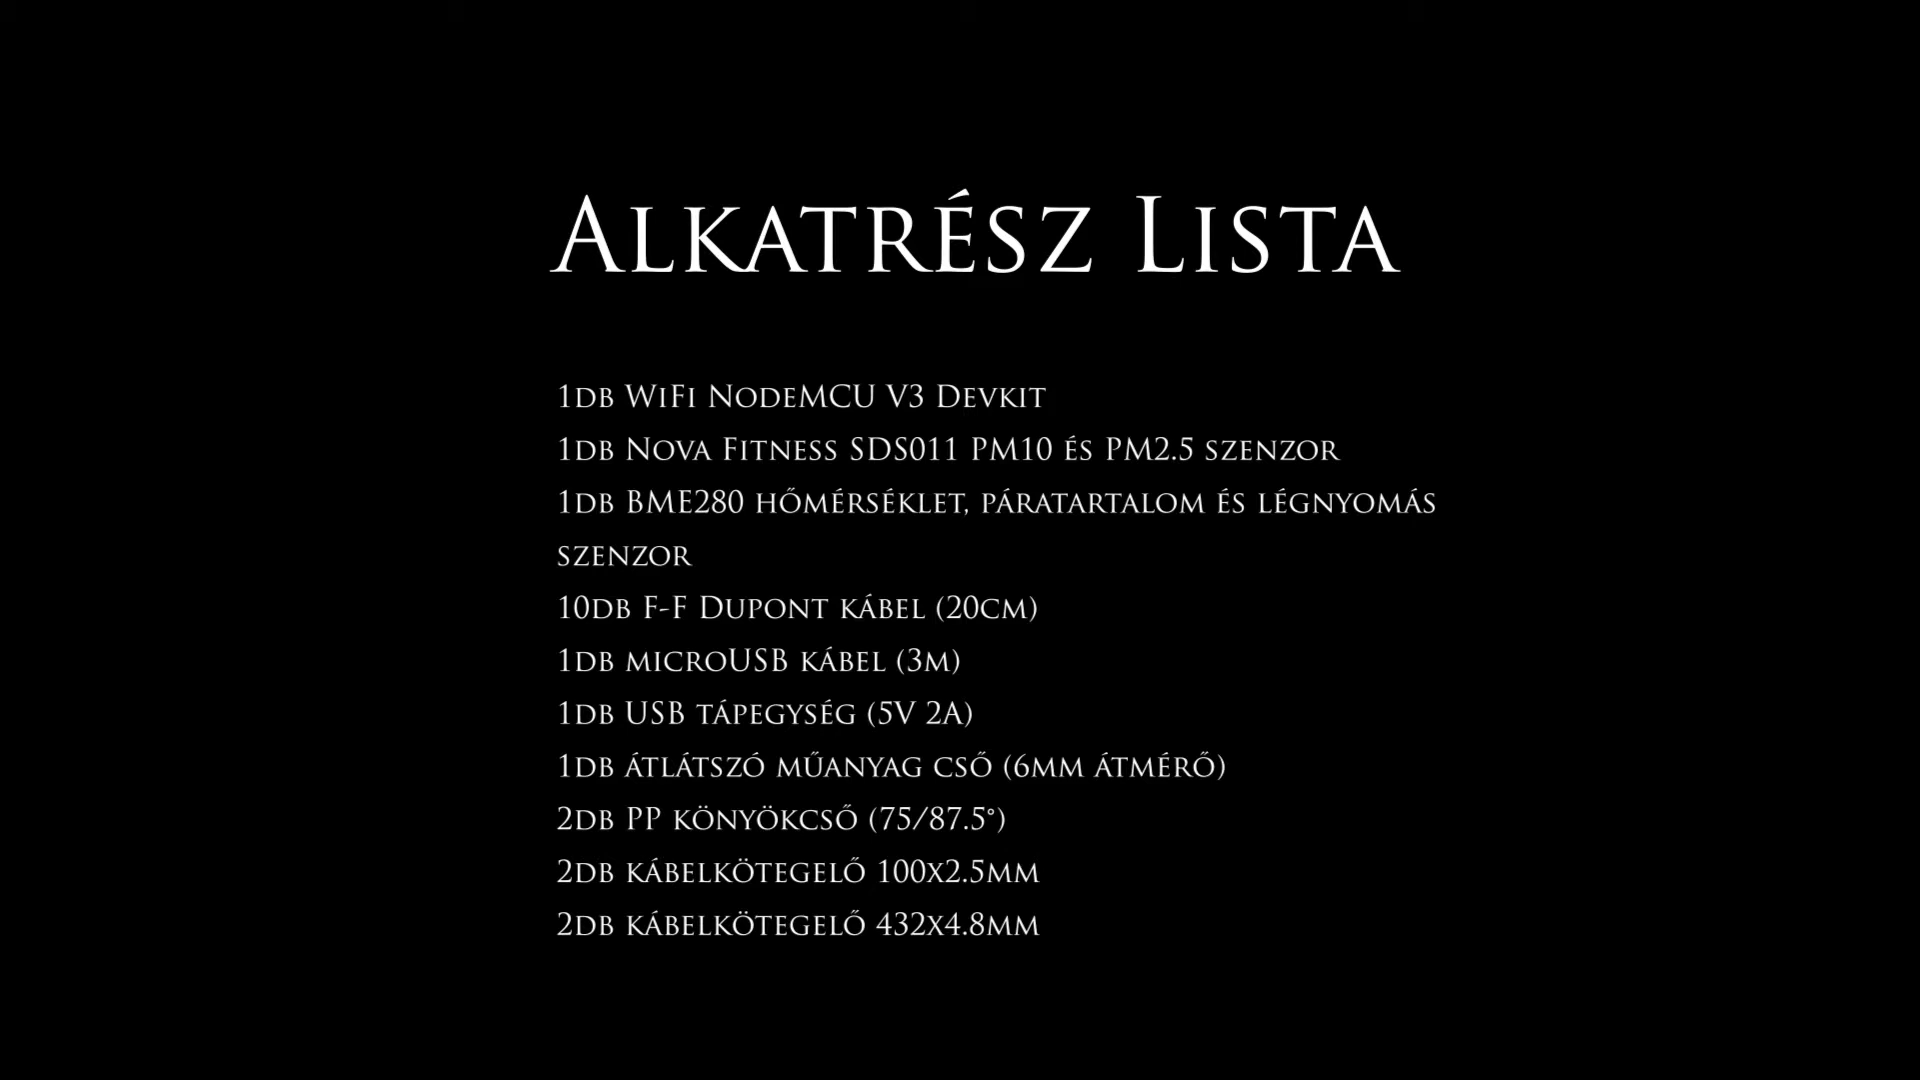 Alkatrész Lista
1db WiFi NodeMCU V3 Devkit
1db Nova Fitness SDS011 PM10 és PM2.5 szenzor
1db BME280 hőmérséklet, páratartalom és légnyomás
szenzor
10db F-F Dupont kábel (20cm)
1db microUSB kábel (3m)
1db USB tápegység (5V 2A)
1db átlátszó műanyag cső (6mm átmérő)
2db PP könyökcső (75/87.5°)
2db kábelkötegelő 100x2.5mm
2db kábelkötegelő 432x4.8mm